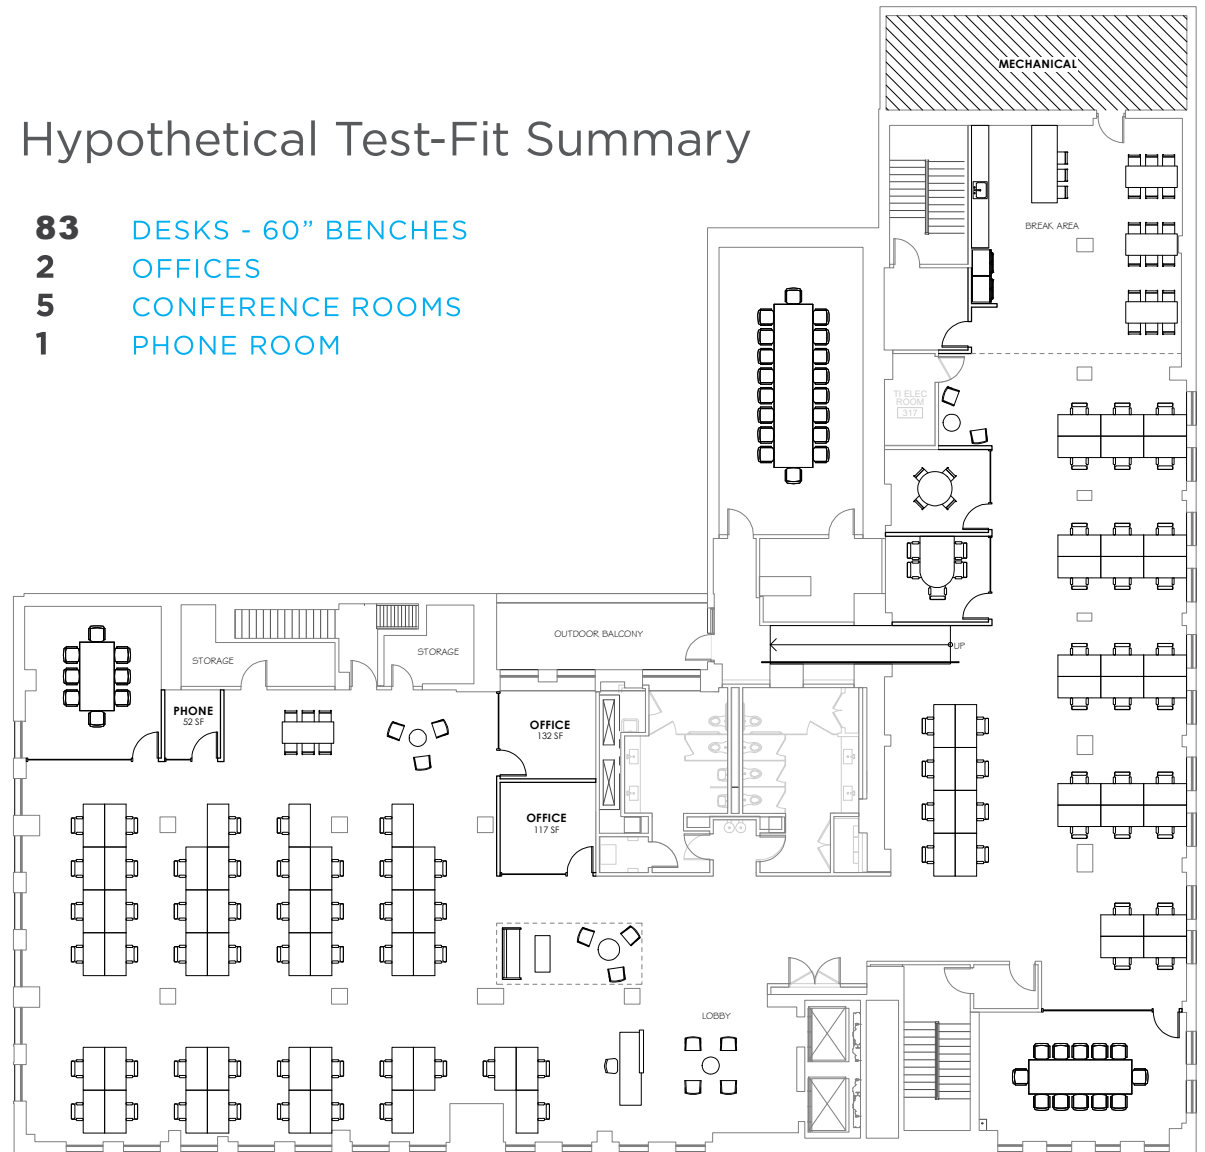 MECHANICAL
Hypothetical Test-Fit Summary
83 DESKS - 60” BENCHES
2 OFFICES
5 CONFERENCE ROOMS
1 PHONE ROOM
BREAK AREA
TI ELEC
ROOM
317
OUTDOOR BALCONY
UP
STORAGE
STORAGE
PHONE
52 SF
OFFICE
132 SF
OFFICE
117 SF
LOBBY